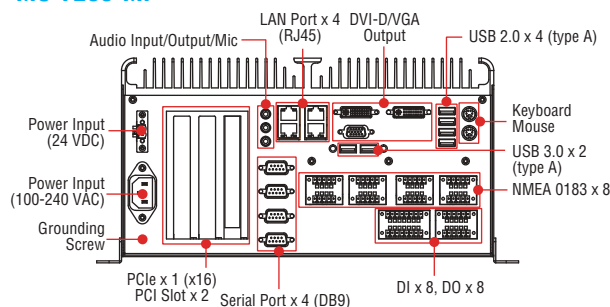 LAN Port x 4
(RJ45)
DVI-D/VGA
Output
Audio Input/Output/Mic
USB 2.0 x 4 (type A)
Power Input
(24 VDC)
Keyboard
Mouse
USB 3.0 x 2
(type A)
Power Input
(100-240 VAC)
NMEA 0183 x 8
Grounding
Screw
PCIe x 1 (x16)
PCI Slot x 2
Serial Port x 4 (DB9)
DI x 8, DO x 8